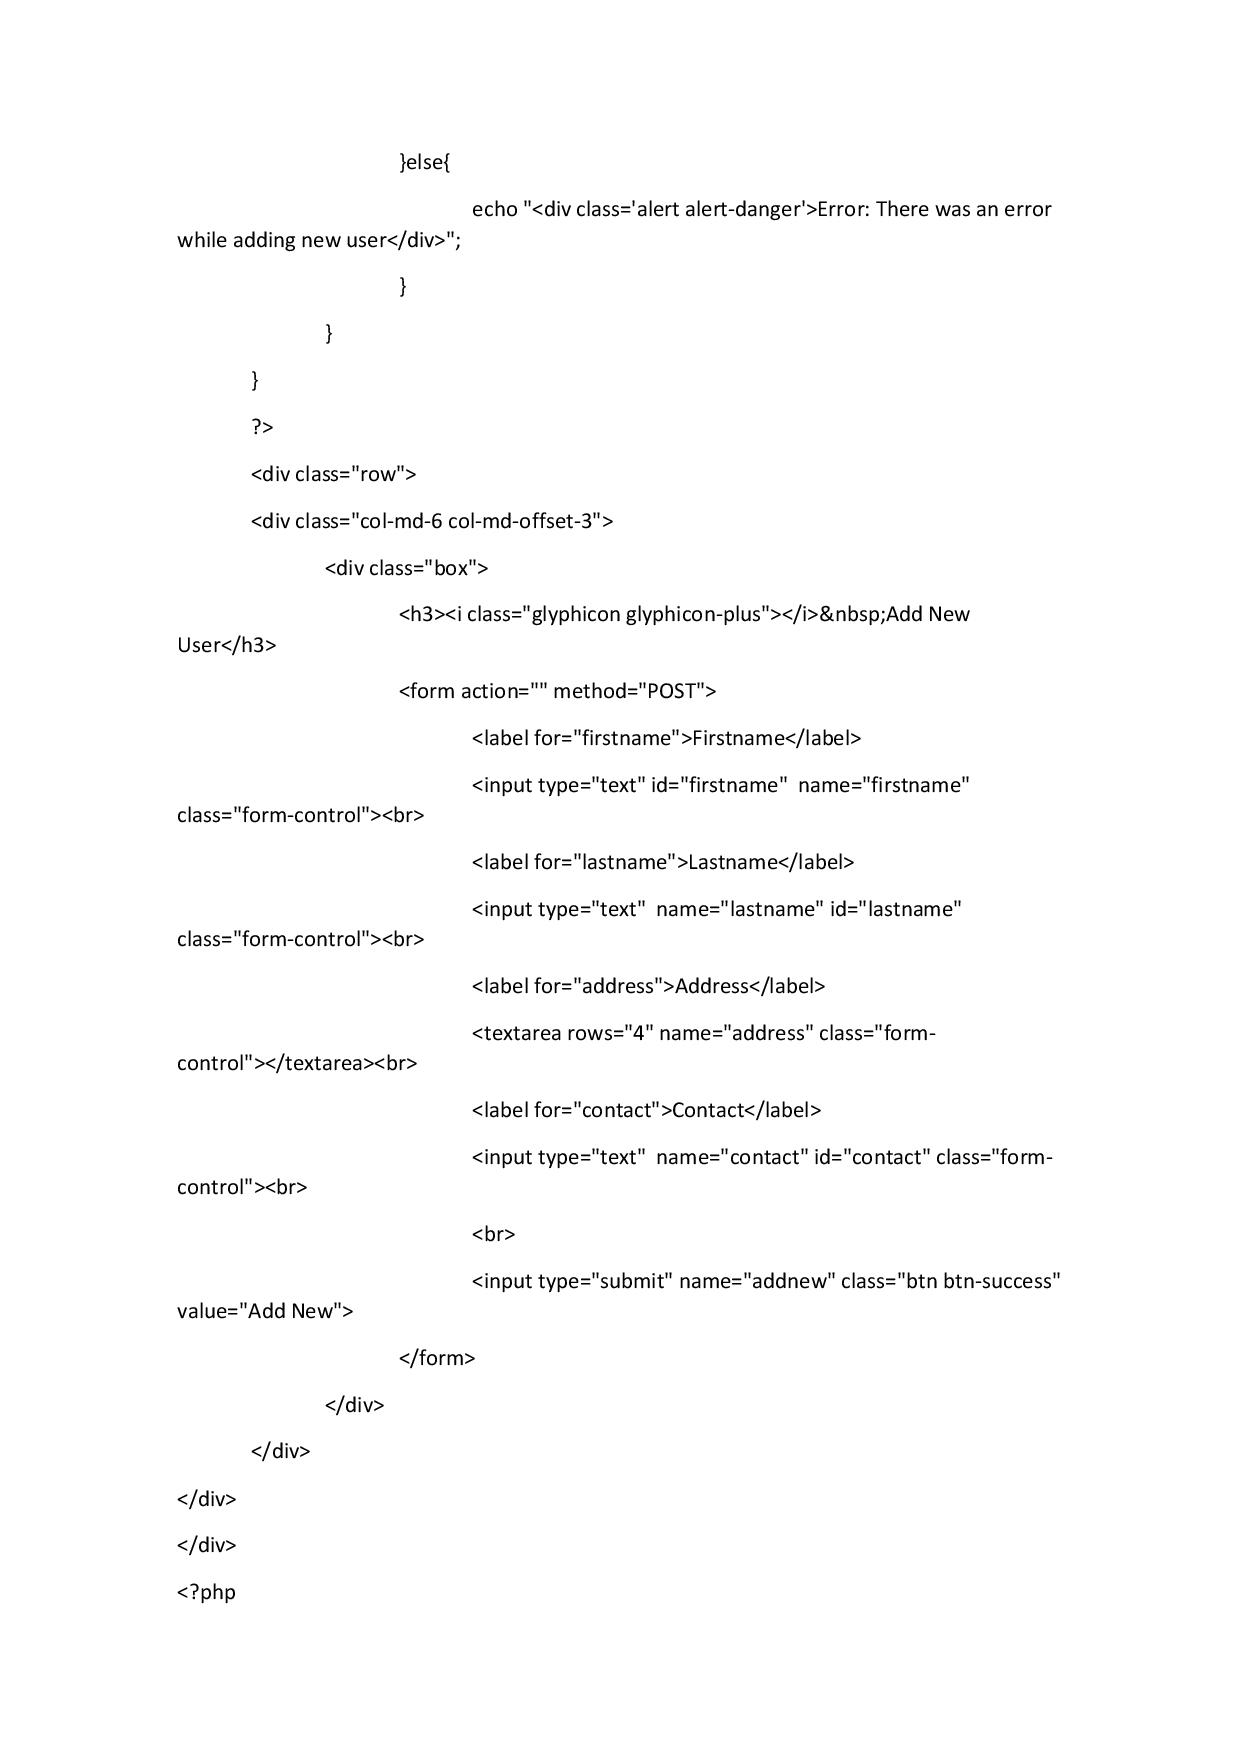 }else{
echo "<div class='alert alert-danger'>Error: There was an error
while adding new user</div>";
}
}
}
?>
<div class="row">
<div class="col-md-6 col-md-offset-3">
<div class="box">
<h3><i class="glyphicon glyphicon-plus"></i>&nbsp;Add New
User</h3>
<form action="" method="POST">
<label for="firstname">Firstname</label>
<input type="text" id="firstname"  name="firstname"
class="form-control"><br>
<label for="lastname">Lastname</label>
<input type="text"  name="lastname" id="lastname"
class="form-control"><br>
<label for="address">Address</label>
<textarea rows="4" name="address" class="form-
control"></textarea><br>
<label for="contact">Contact</label>
<input type="text"  name="contact" id="contact" class="form-
control"><br>
<br>
<input type="submit" name="addnew" class="btn btn-success"
value="Add New">
</form>
</div>
</div>
</div>
</div>
<?php